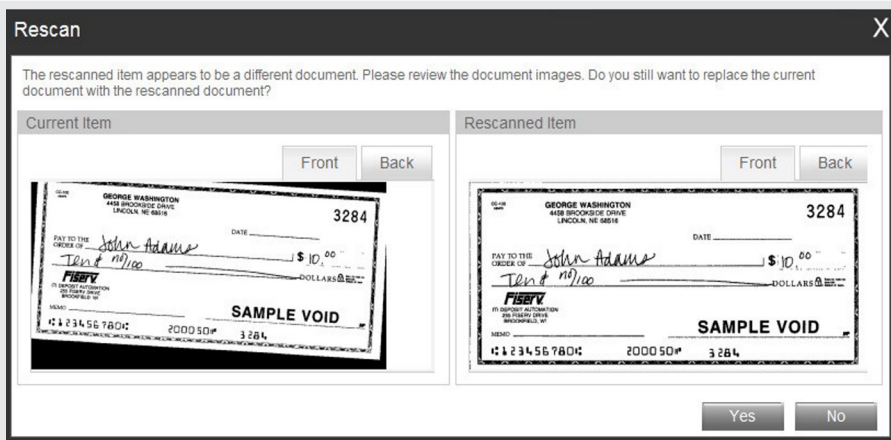 Rescan X
The rescanned item appears to be a different document. Please review the document images. Do you still want to replace the current
document with the rescanned document?
Current Item
Front Back
GEORGE WASHINGTON
4458 BROOKSIDE DRIVE
LINCOLN, NE 68516
3284
DATE
PAY TO THE
ORDER OF John Adams $ 10.00
Ten & no/100 DOLLARS
Fiserv.
ITI DEPOSIT AUTOMATION
255 FISERV DRIVE
BROOKFIELD, WI
SAMPLE VOID
MEMO
⑆123456780⑆ 200050⑈ 3284
Rescanned Item
Front Back
GEORGE WASHINGTON
4458 BROOKSIDE DRIVE
LINCOLN, NE 68516
3284
DATE
PAY TO THE
ORDER OF John Adams $ 10.00
Ten & no/100 DOLLARS
Fiserv.
ITI DEPOSIT AUTOMATION
255 FISERV DRIVE
BROOKFIELD, WI
SAMPLE VOID
MEMO
⑆123456780⑆ 200050⑈ 3284
Yes No